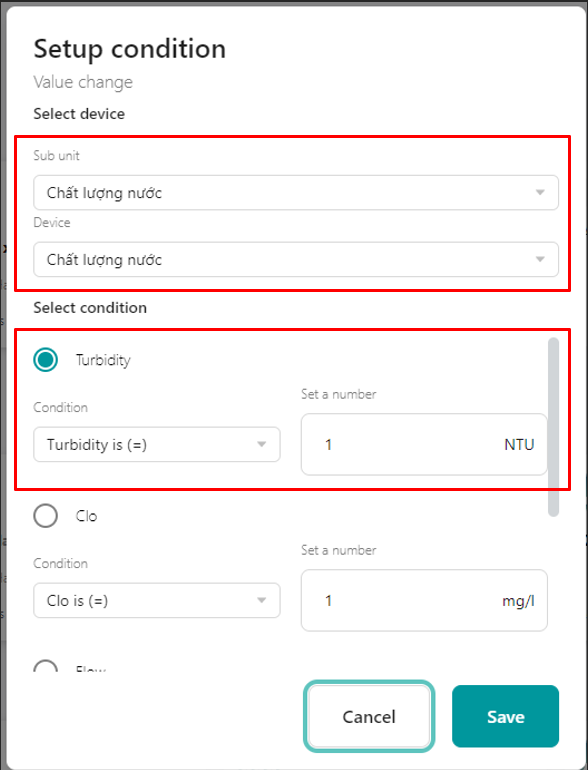 Setup condition
Value change
Select device
Sub unit
Chất lượng nước
Device
Chất lượng nước
Select condition
Turbidity
Condition
Set a number
Turbidity is (=)
1
NTU
Clo
Condition
Set a number
Clo is (=)
1
mg/l
Flow
Cancel
Save